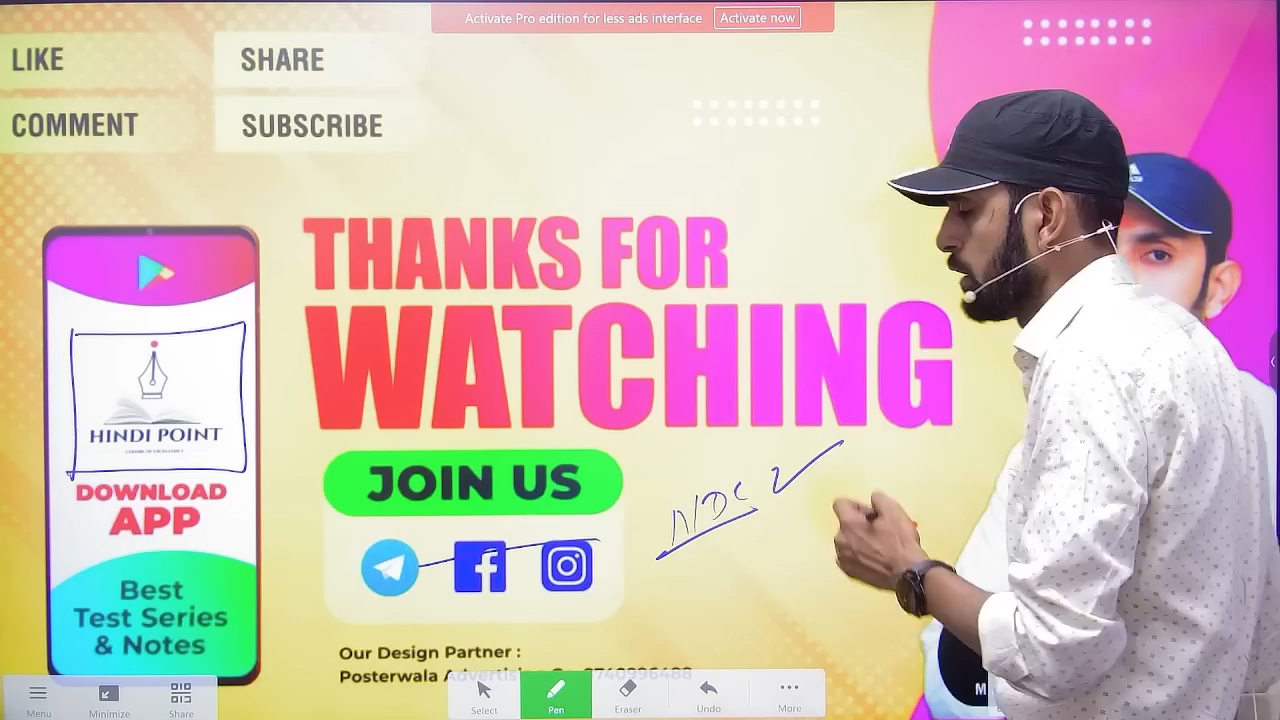 Activate Pro edition for less ads interface Activate now
LIKE SHARE
COMMENT SUBSCRIBE
THANKS FOR
WATCHING
HINDI POINT
DOWNLOAD
APP
Best
Test Series
& Notes
JOIN US
NDC
Our Design Partner :
Posterwala
Menu Minimize Share
Select Pen Eraser Undo More